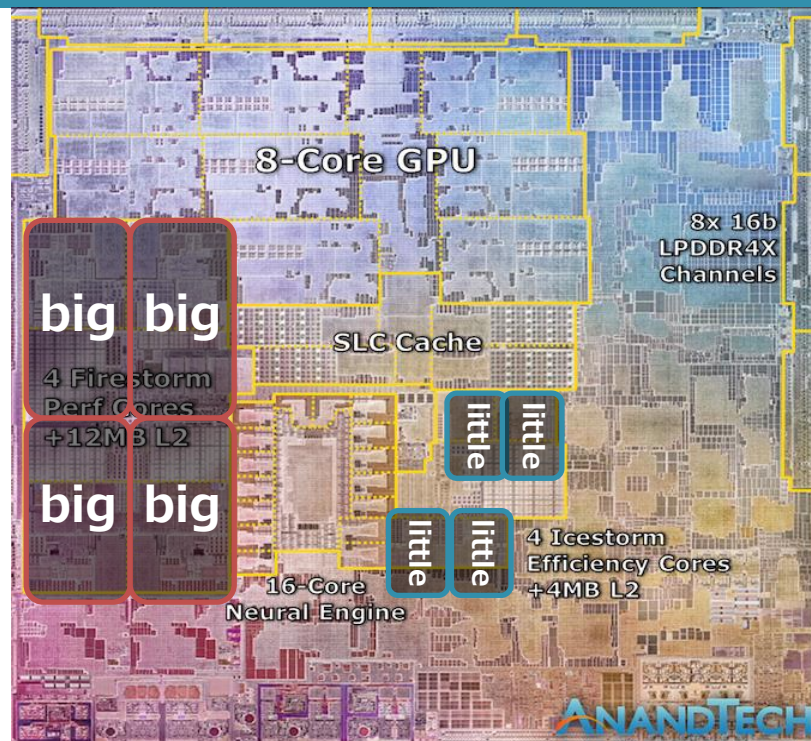 8-Core GPU
8x 16b
LPDDR4X
Channels
big big
SLC Cache
4 Firestorm
Perf Cores
+12MB L2
little little
big big
little little
4 Icestorm
Efficiency Cores
+4MB L2
16-Core
Neural Engine
ANANDTECH